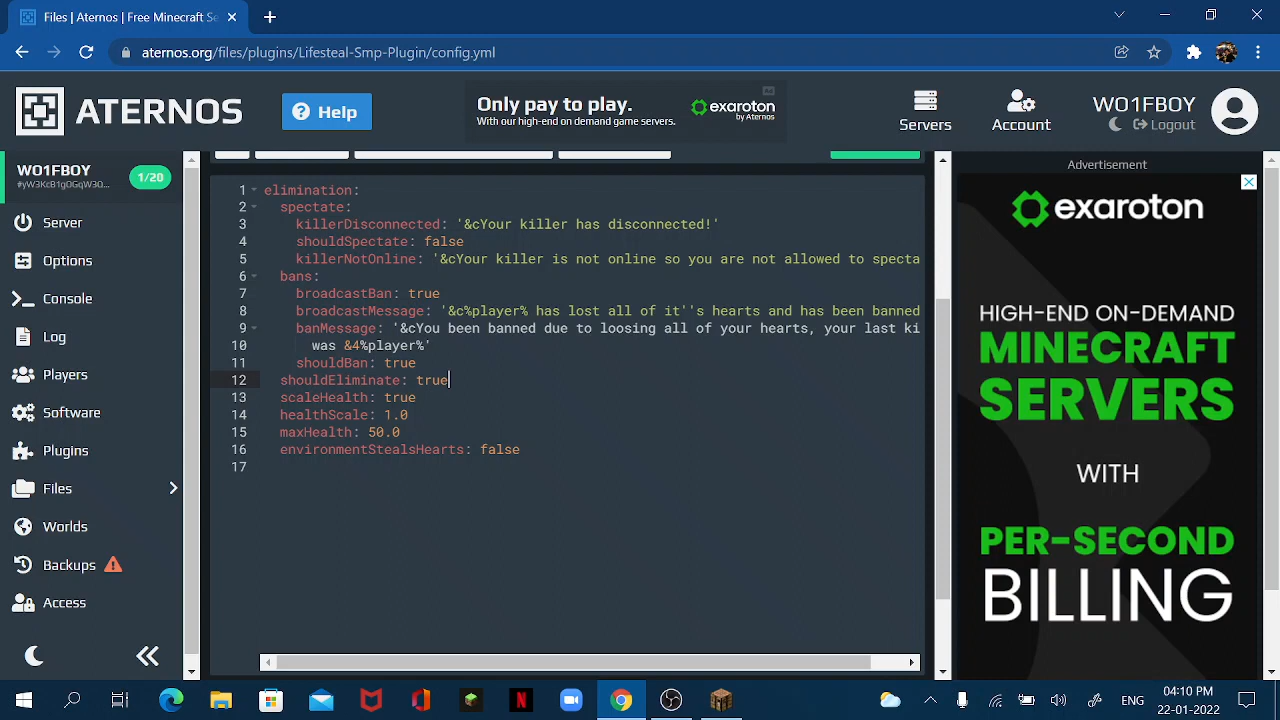 Files | Aternos | Free Minecraft Se
aternos.org/files/plugins/Lifesteal-Smp-Plugin/config.yml
ATERNOS
? Help
Only pay to play.
With our high-end on demand game servers.
exaroton
by Aternos
Ad
Servers
Account
WO1FBOY
Logout
WO1FBOY
1/20
Server
Options
Console
Log
Players
Software
Plugins
Files
Worlds
Backups
Access
1 elimination:
2 spectate:
3 killerDisconnected: '&cYour killer has disconnected!'
4 shouldSpectate: false
5 killerNotOnline: '&cYour killer is not online so you are not allowed to specta
6 bans:
7 broadcastBan: true
8 broadcastMessage: '&c%player% has lost all of it''s hearts and has been banned
9 banMessage: '&cYou been banned due to loosing all of your hearts, your last ki
10 was &4%player%'
11 shouldBan: true
12 shouldEliminate: true
13 scaleHealth: true
14 healthScale: 1.0
15 maxHealth: 50.0
16 environmentStealsHearts: false
17
Advertisement
exaroton
HIGH-END ON-DEMAND
MINECRAFT
SERVERS
WITH
PER-SECOND
BILLING
ENG
04:10 PM
22-01-2022